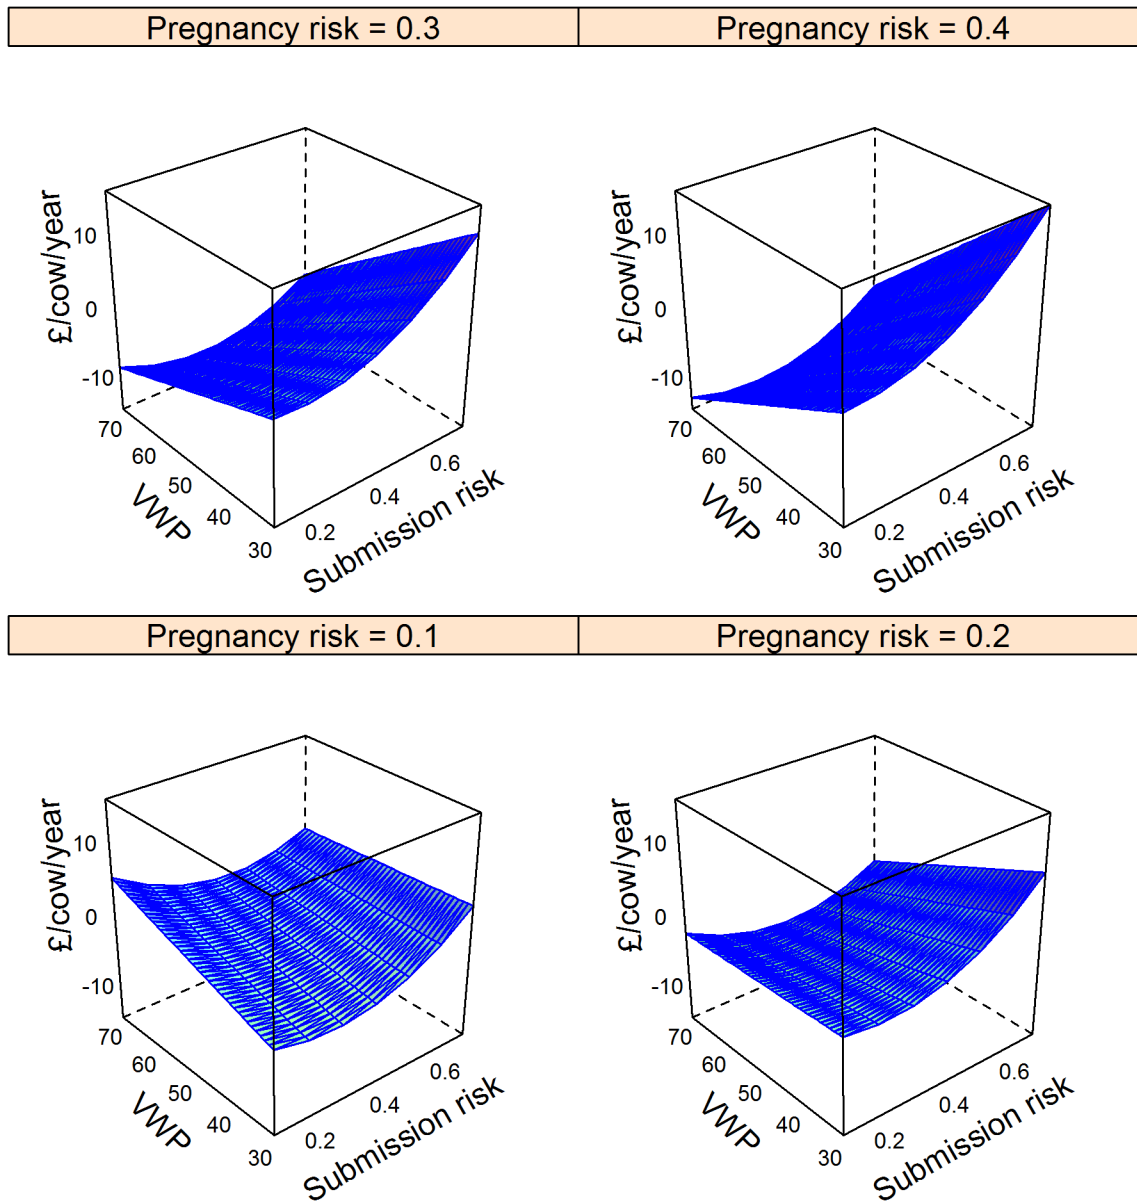 Pregnancy risk = 0.3
£/cow/year
10
0
-10
70
60
50
40
30
VWP
0.2
0.4
0.6
Submission risk
Pregnancy risk = 0.4
£/cow/year
10
0
-10
70
60
50
40
30
VWP
0.2
0.4
0.6
Submission risk
Pregnancy risk = 0.1
£/cow/year
10
0
-10
70
60
50
40
30
VWP
0.2
0.4
0.6
Submission risk
Pregnancy risk = 0.2
£/cow/year
10
0
-10
70
60
50
40
30
VWP
0.2
0.4
0.6
Submission risk